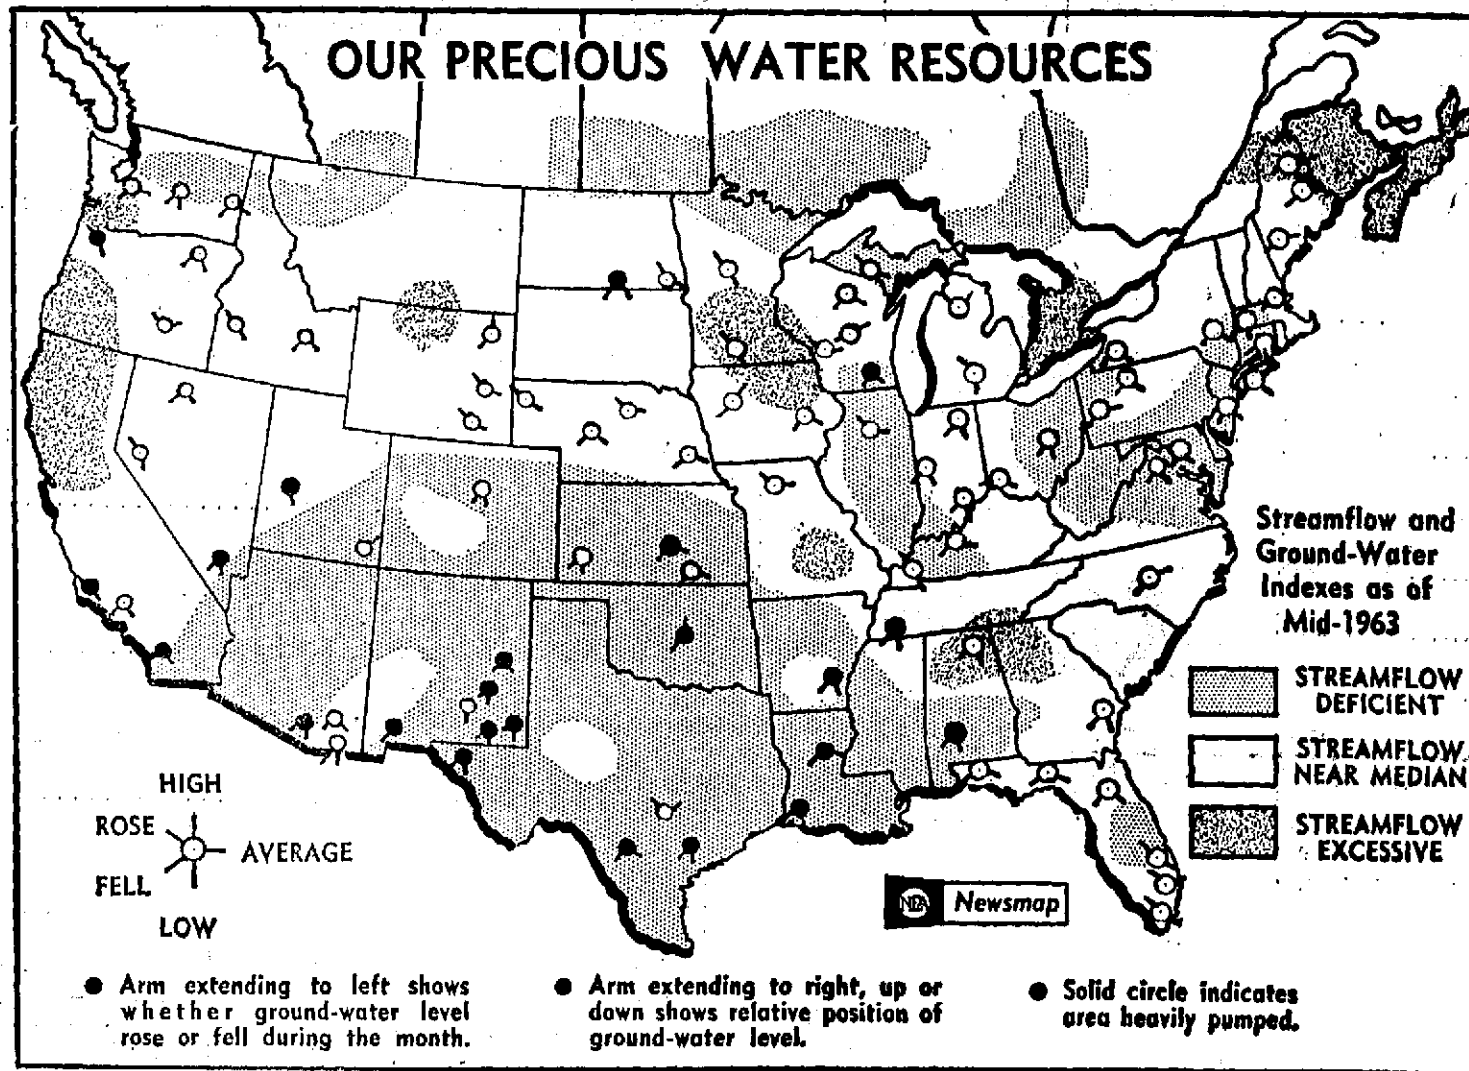 OUR PRECIOUS WATER RESOURCES
Streamflow and
Ground-Water
Indexes as of
Mid-1963
STREAMFLOW
DEFICIENT
STREAMFLOW
NEAR MEDIAN
STREAMFLOW
EXCESSIVE
HIGH
ROSE
AVERAGE
FELL
LOW
NEA Newsmap
● Arm extending to left shows
whether ground-water level
rose or fell during the month.
● Arm extending to right, up or
down shows relative position of
ground-water level.
● Solid circle indicates
area heavily pumped.